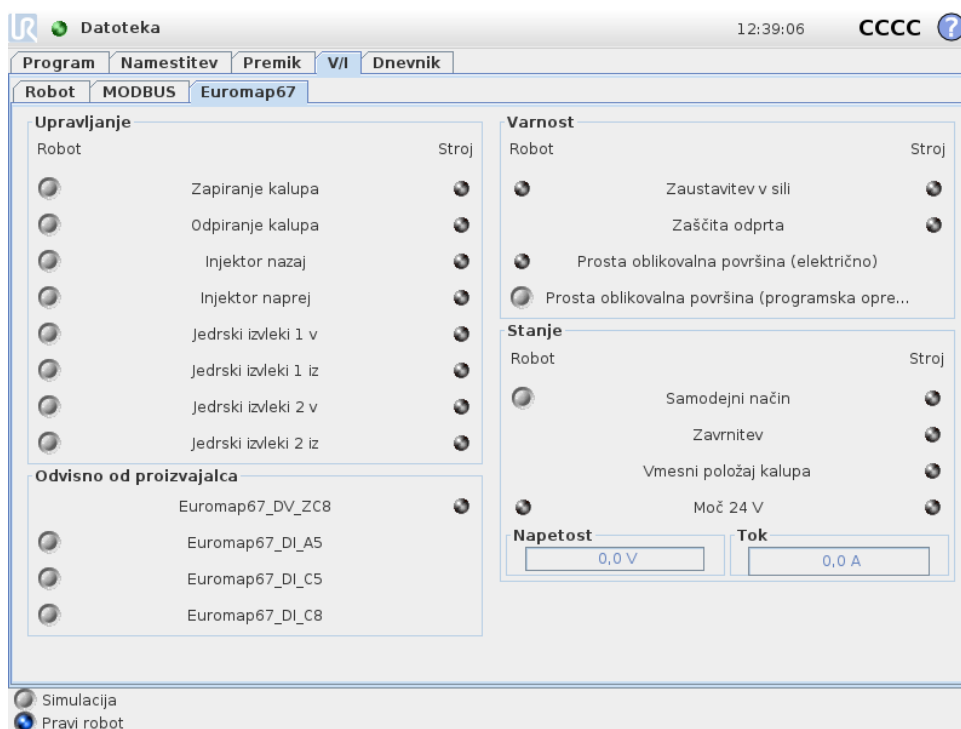 UR Datoteka 12:39:06 CCCC ?
Program Namestitev Premik V/I Dnevnik
Robot MODBUS Euromap67
Upravljanje
Robot Stroj
Zapiranje kalupa
Odpiranje kalupa
Injektor nazaj
Injektor naprej
Jedrski izvleki 1 v
Jedrski izvleki 1 iz
Jedrski izvleki 2 v
Jedrski izvleki 2 iz
Odvisno od proizvajalca
Euromap67_DV_ZC8
Euromap67_DI_A5
Euromap67_DI_C5
Euromap67_DI_C8
Varnost
Robot Stroj
Zaustavitev v sili
Zaščita odprta
Prosta oblikovalna površina (električno)
Prosta oblikovalna površina (programska opre...
Stanje
Robot Stroj
Samodejni način
Zavrnitev
Vmesni položaj kalupa
Moč 24 V
Napetost Tok
0,0 V 0,0 A
Simulacija
Pravi robot